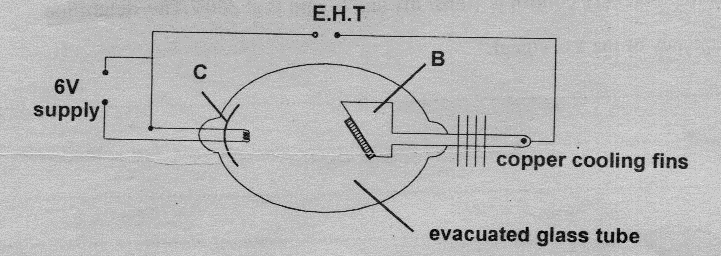 E.H.T
B
C
6V
supply
copper cooling fins
evacuated glass tube